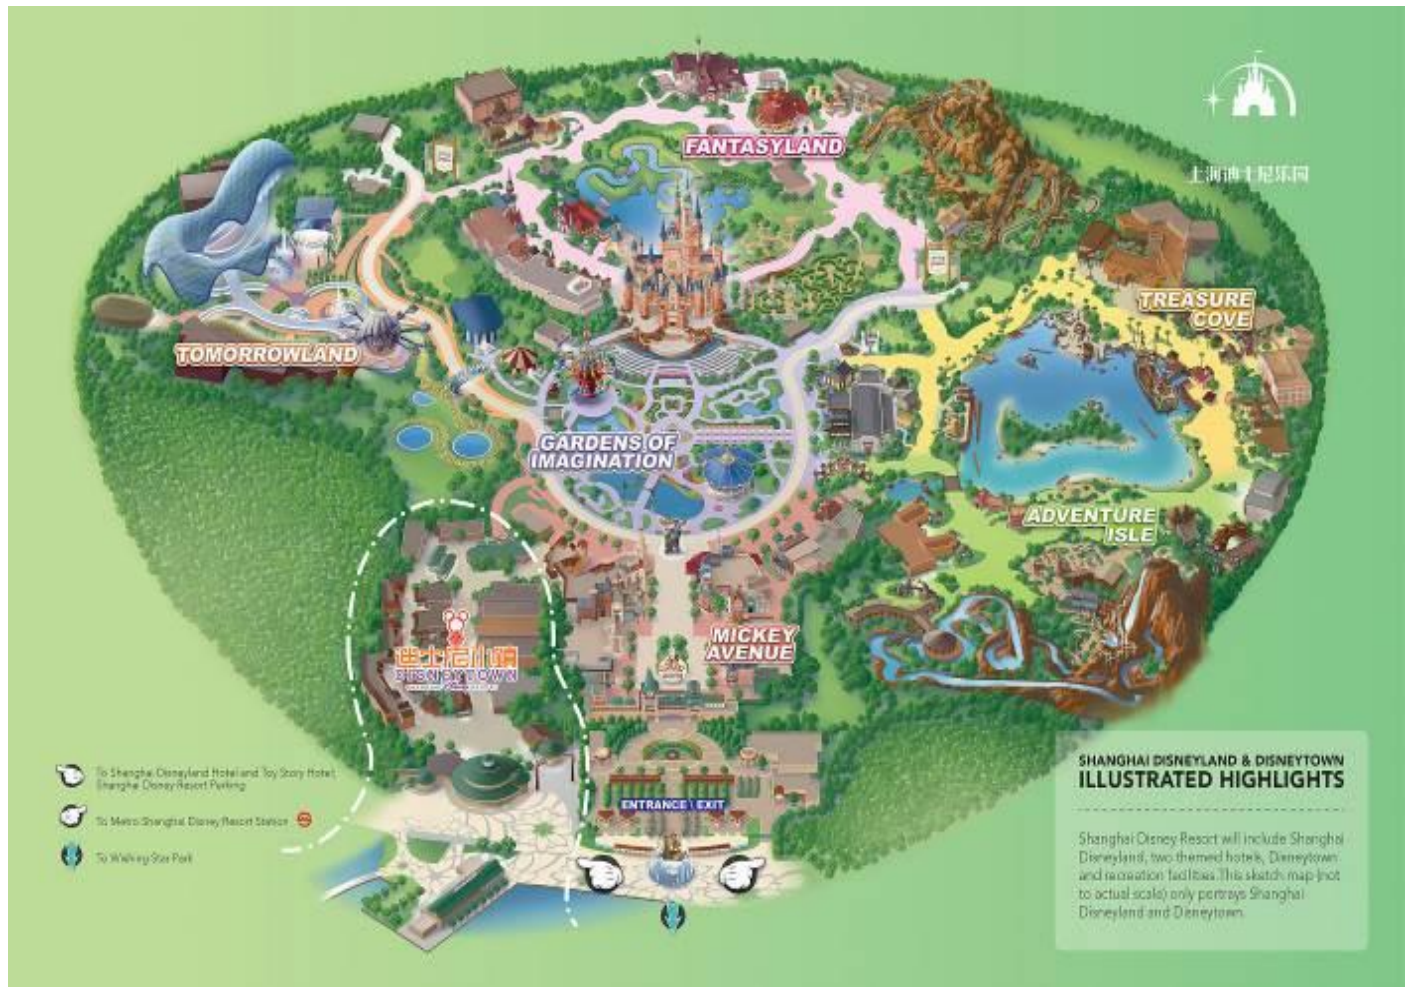 上海迪士尼乐园
FANTASYLAND
TREASURE
COVE
TOMORROWLAND
GARDENS OF
IMAGINATION
ADVENTURE
ISLE
MICKEY
AVENUE
迪士尼小镇
DISNEYTOWN
ENTRANCE \ EXIT
To Shanghai Disneyland Hotel and Toy Story Hotel,
Shanghai Disney Resort Parking
To Metro Shanghai Disney Resort Station
To Wishing Star Park
SHANGHAI DISNEYLAND & DISNEYTOWN
ILLUSTRATED HIGHLIGHTS
Shanghai Disney Resort will include Shanghai
Disneyland, two themed hotels, Disneytown
and recreation facilities. This sketch map (not
to actual scale) only portrays Shanghai
Disneyland and Disneytown.